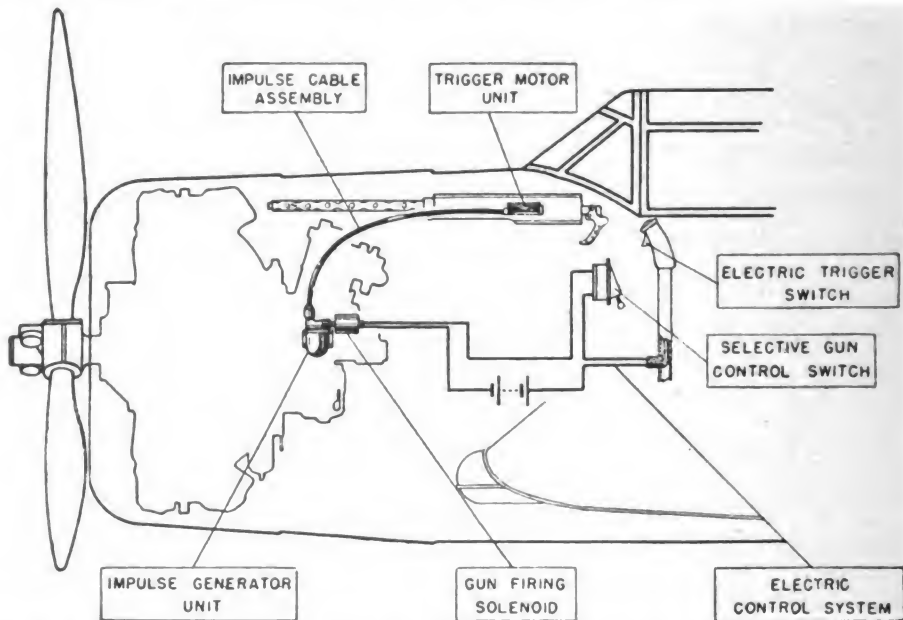 IMPULSE CABLE
ASSEMBLY
TRIGGER MOTOR
UNIT
ELECTRIC TRIGGER
SWITCH
SELECTIVE GUN
CONTROL SWITCH
IMPULSE GENERATOR
UNIT
GUN FIRING
SOLENOID
ELECTRIC
CONTROL SYSTEM